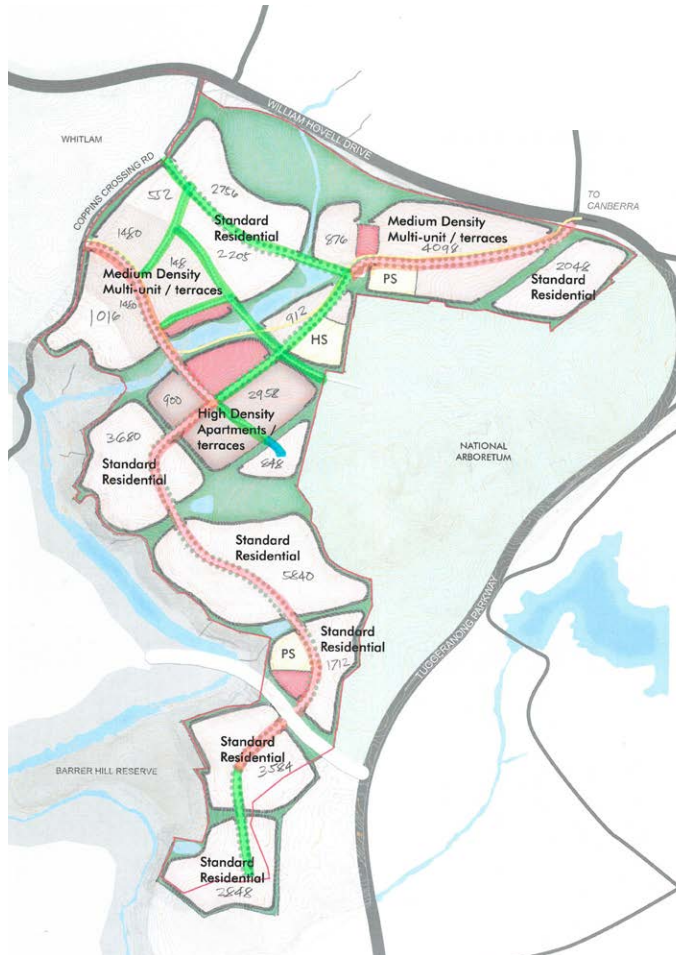 WILLIAM HOVELL DRIVE
WHITLAM
COPPINS CROSSING RD
TO
CANBERRA
552
2756
Standard
Residential
2205
876
Medium Density
Multi-unit / terraces
4098
2048
Standard
Residential
PS
1480
148
Medium Density
Multi-unit / terraces
1480
1016
912
HS
900
2958
High Density
Apartments /
terraces
848
3680
Standard
Residential
NATIONAL
ARBORETUM
Standard
Residential
5840
TUGGERANONG PARKWAY
Standard
Residential
1712
PS
Standard
Residential
3584
BARRER HILL RESERVE
Standard
Residential
2848